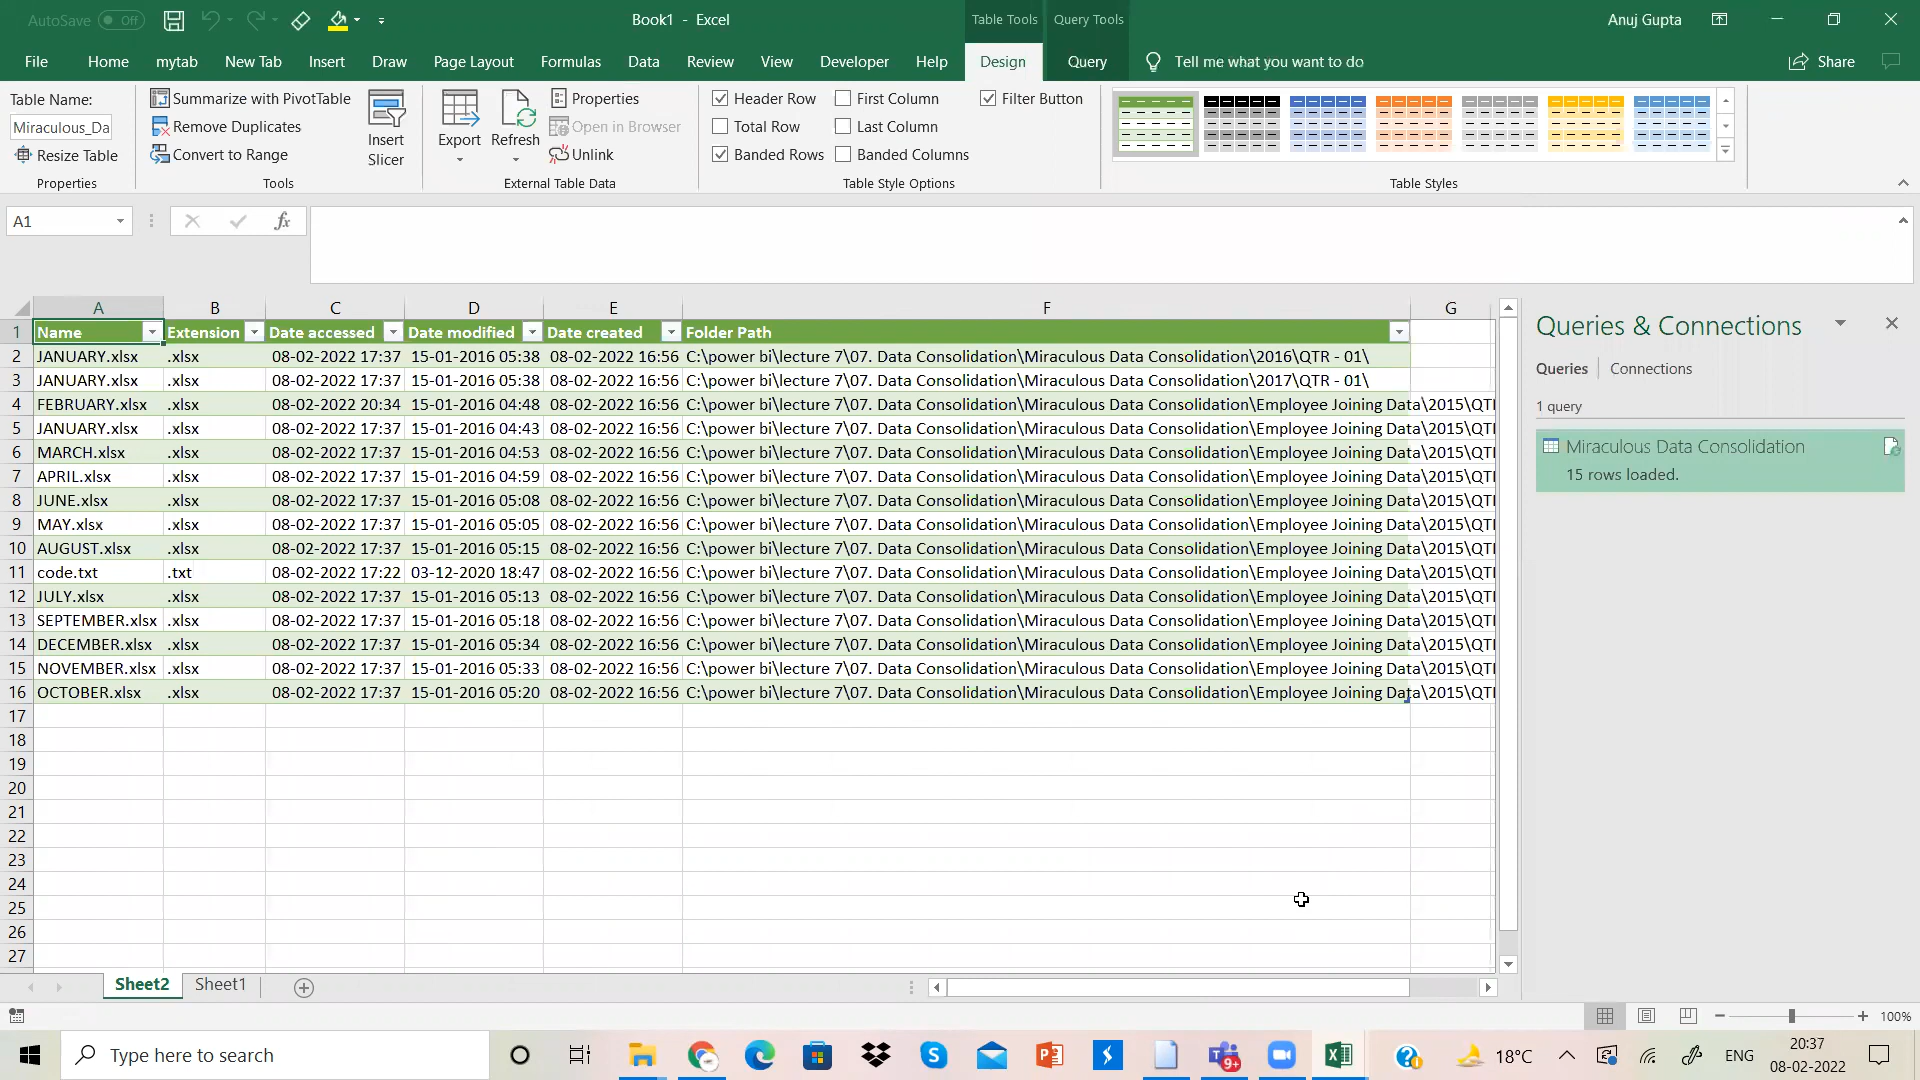 AutoSave Off
Book1 - Excel
Table Tools
Query Tools
Anuj Gupta
File Home mytab New Tab Insert Draw Page Layout Formulas Data Review View Developer Help Design Query Tell me what you want to do Share
Table Name:
Miraculous_Da
Resize Table
Properties
Summarize with PivotTable
Remove Duplicates
Convert to Range
Tools
Insert
Slicer
Export
Refresh
Properties
Open in Browser
Unlink
External Table Data
Header Row First Column Filter Button
Total Row Last Column
Banded Rows Banded Columns
Table Style Options
Table Styles
A1
fx
A B C D E F G
1 Name Extension Date accessed Date modified Date created Folder Path
2 JANUARY.xlsx .xlsx 08-02-2022 17:37 15-01-2016 05:38 08-02-2022 16:56 C:\power bi\lecture 7\07. Data Consolidation\Miraculous Data Consolidation\2016\QTR - 01\
3 JANUARY.xlsx .xlsx 08-02-2022 17:37 15-01-2016 05:38 08-02-2022 16:56 C:\power bi\lecture 7\07. Data Consolidation\Miraculous Data Consolidation\2017\QTR - 01\
4 FEBRUARY.xlsx .xlsx 08-02-2022 20:34 15-01-2016 04:48 08-02-2022 16:56 C:\power bi\lecture 7\07. Data Consolidation\Miraculous Data Consolidation\Employee Joining Data\2015\QTI
5 JANUARY.xlsx .xlsx 08-02-2022 17:37 15-01-2016 04:43 08-02-2022 16:56 C:\power bi\lecture 7\07. Data Consolidation\Miraculous Data Consolidation\Employee Joining Data\2015\QTI
6 MARCH.xlsx .xlsx 08-02-2022 17:37 15-01-2016 04:53 08-02-2022 16:56 C:\power bi\lecture 7\07. Data Consolidation\Miraculous Data Consolidation\Employee Joining Data\2015\QTI
7 APRIL.xlsx .xlsx 08-02-2022 17:37 15-01-2016 04:59 08-02-2022 16:56 C:\power bi\lecture 7\07. Data Consolidation\Miraculous Data Consolidation\Employee Joining Data\2015\QTI
8 JUNE.xlsx .xlsx 08-02-2022 17:37 15-01-2016 05:08 08-02-2022 16:56 C:\power bi\lecture 7\07. Data Consolidation\Miraculous Data Consolidation\Employee Joining Data\2015\QTI
9 MAY.xlsx .xlsx 08-02-2022 17:37 15-01-2016 05:05 08-02-2022 16:56 C:\power bi\lecture 7\07. Data Consolidation\Miraculous Data Consolidation\Employee Joining Data\2015\QTI
10 AUGUST.xlsx .xlsx 08-02-2022 17:37 15-01-2016 05:15 08-02-2022 16:56 C:\power bi\lecture 7\07. Data Consolidation\Miraculous Data Consolidation\Employee Joining Data\2015\QTI
11 code.txt .txt 08-02-2022 17:22 03-12-2020 18:47 08-02-2022 16:56 C:\power bi\lecture 7\07. Data Consolidation\Miraculous Data Consolidation\Employee Joining Data\2015\QTI
12 JULY.xlsx .xlsx 08-02-2022 17:37 15-01-2016 05:13 08-02-2022 16:56 C:\power bi\lecture 7\07. Data Consolidation\Miraculous Data Consolidation\Employee Joining Data\2015\QTI
13 SEPTEMBER.xlsx .xlsx 08-02-2022 17:37 15-01-2016 05:18 08-02-2022 16:56 C:\power bi\lecture 7\07. Data Consolidation\Miraculous Data Consolidation\Employee Joining Data\2015\QTI
14 DECEMBER.xlsx .xlsx 08-02-2022 17:37 15-01-2016 05:34 08-02-2022 16:56 C:\power bi\lecture 7\07. Data Consolidation\Miraculous Data Consolidation\Employee Joining Data\2015\QTI
15 NOVEMBER.xlsx .xlsx 08-02-2022 17:37 15-01-2016 05:33 08-02-2022 16:56 C:\power bi\lecture 7\07. Data Consolidation\Miraculous Data Consolidation\Employee Joining Data\2015\QTI
16 OCTOBER.xlsx .xlsx 08-02-2022 17:37 15-01-2016 05:20 08-02-2022 16:56 C:\power bi\lecture 7\07. Data Consolidation\Miraculous Data Consolidation\Employee Joining Data\2015\QTI
17
18
19
20
21
22
23
24
25
26
27
Queries & Connections
Queries Connections
1 query
Miraculous Data Consolidation
15 rows loaded.
Sheet2 Sheet1
100%
Type here to search
9+
18°C
ENG
20:37
08-02-2022